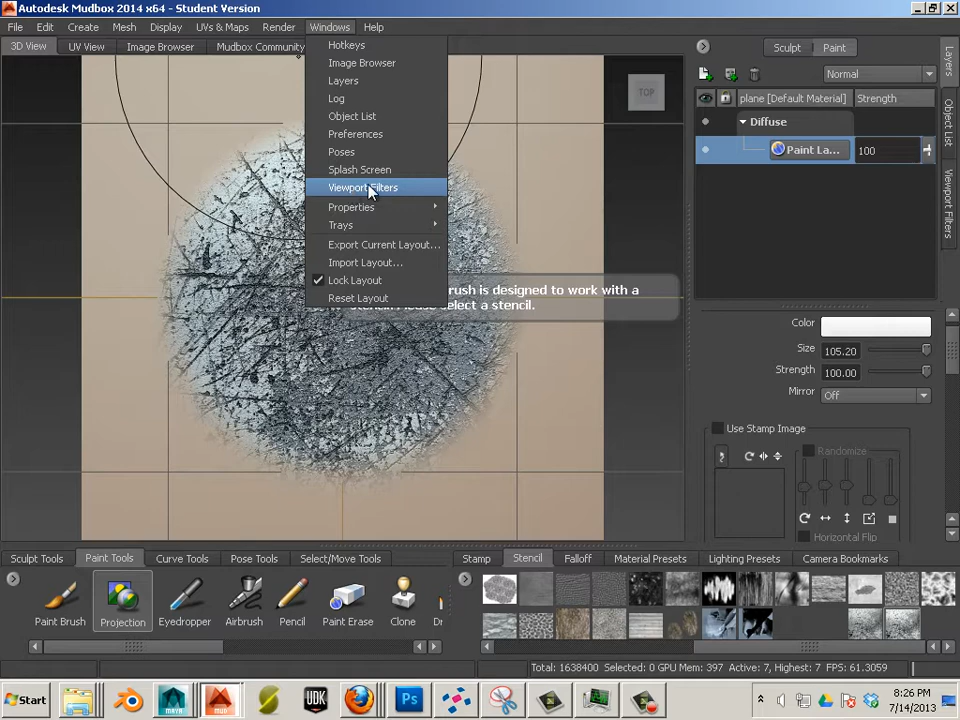 Autodesk Mudbox 2014 x64 - Student Version
File Edit Create Mesh Display UVs & Maps Render Windows Help
3D View UV View Image Browser Mudbox Community
Hotkeys
Image Browser
Layers
Log
Object List
Preferences
Poses
Splash Screen
Viewport Filters
Properties
Trays
Export Current Layout...
Import Layout...
Lock Layout
Reset Layout
TOP
rush is designed to work with a
select a stencil.
Sculpt Paint
Normal
plane [Default Material] Strength
Diffuse
Paint La... 100
Layers
Object List
Viewport Filters
Color
Size 105.20
Strength 100.00
Mirror Off
Use Stamp Image
Randomize
Horizontal Flip
Sculpt Tools Paint Tools Curve Tools Pose Tools Select/Move Tools
Stamp Stencil Falloff Material Presets Lighting Presets Camera Bookmarks
Paint Brush Projection Eyedropper Airbrush Pencil Paint Erase Clone Dr
Total: 1638400 Selected: 0 GPU Mem: 397 Active: 7, Highest: 7 FPS: 61.3059
Start
MAYA
MUD
UDK
Ps
8:26 PM
7/14/2013